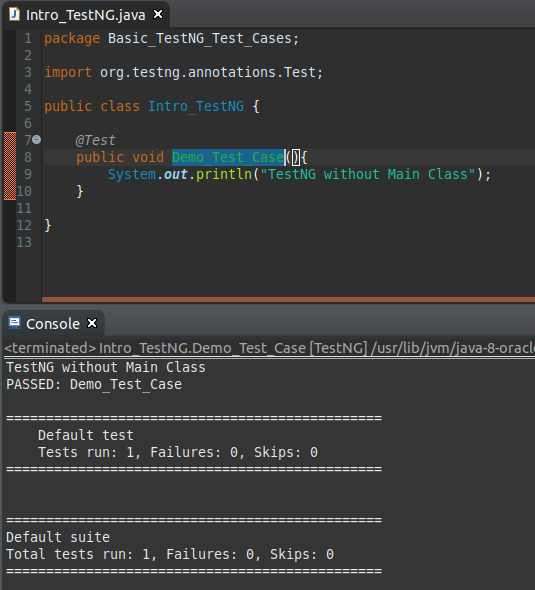 Intro_TestNG.java
1 package Basic_TestNG_Test_Cases;
2
3 import org.testng.annotations.Test;
4
5 public class Intro_TestNG {
6
7 @Test
8 public void Demo_Test_Case(){
9 System.out.println("TestNG without Main Class");
10 }
11
12 }
13
Console
<terminated> Intro_TestNG.Demo_Test_Case [TestNG] /usr/lib/jvm/java-8-oracle
TestNG without Main Class
PASSED: Demo_Test_Case
===============================================
Default test
Tests run: 1, Failures: 0, Skips: 0
===============================================
===============================================
Default suite
Total tests run: 1, Failures: 0, Skips: 0
===============================================